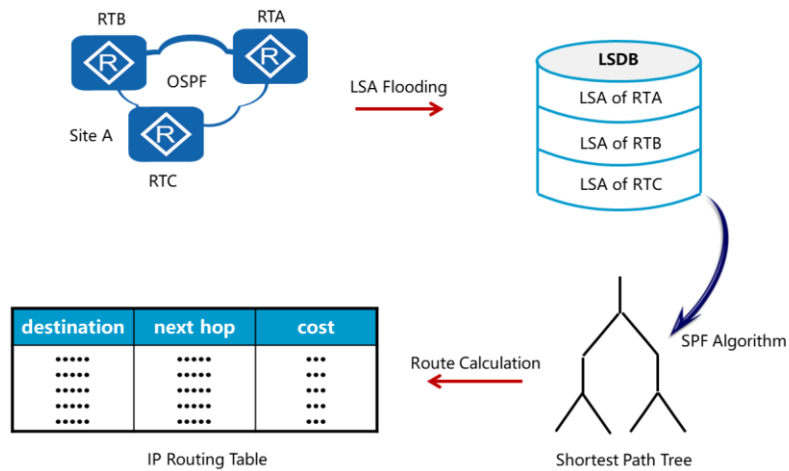 RTB
RTA
R
R
OSPF
Site A
R
RTC
LSA Flooding
LSDB
LSA of RTA
LSA of RTB
LSA of RTC
SPF Algorithm
Shortest Path Tree
Route Calculation
destination next hop cost
••••• ••••• •••
••••• ••••• •••
••••• ••••• •••
••••• ••••• •••
••••• ••••• •••
IP Routing Table